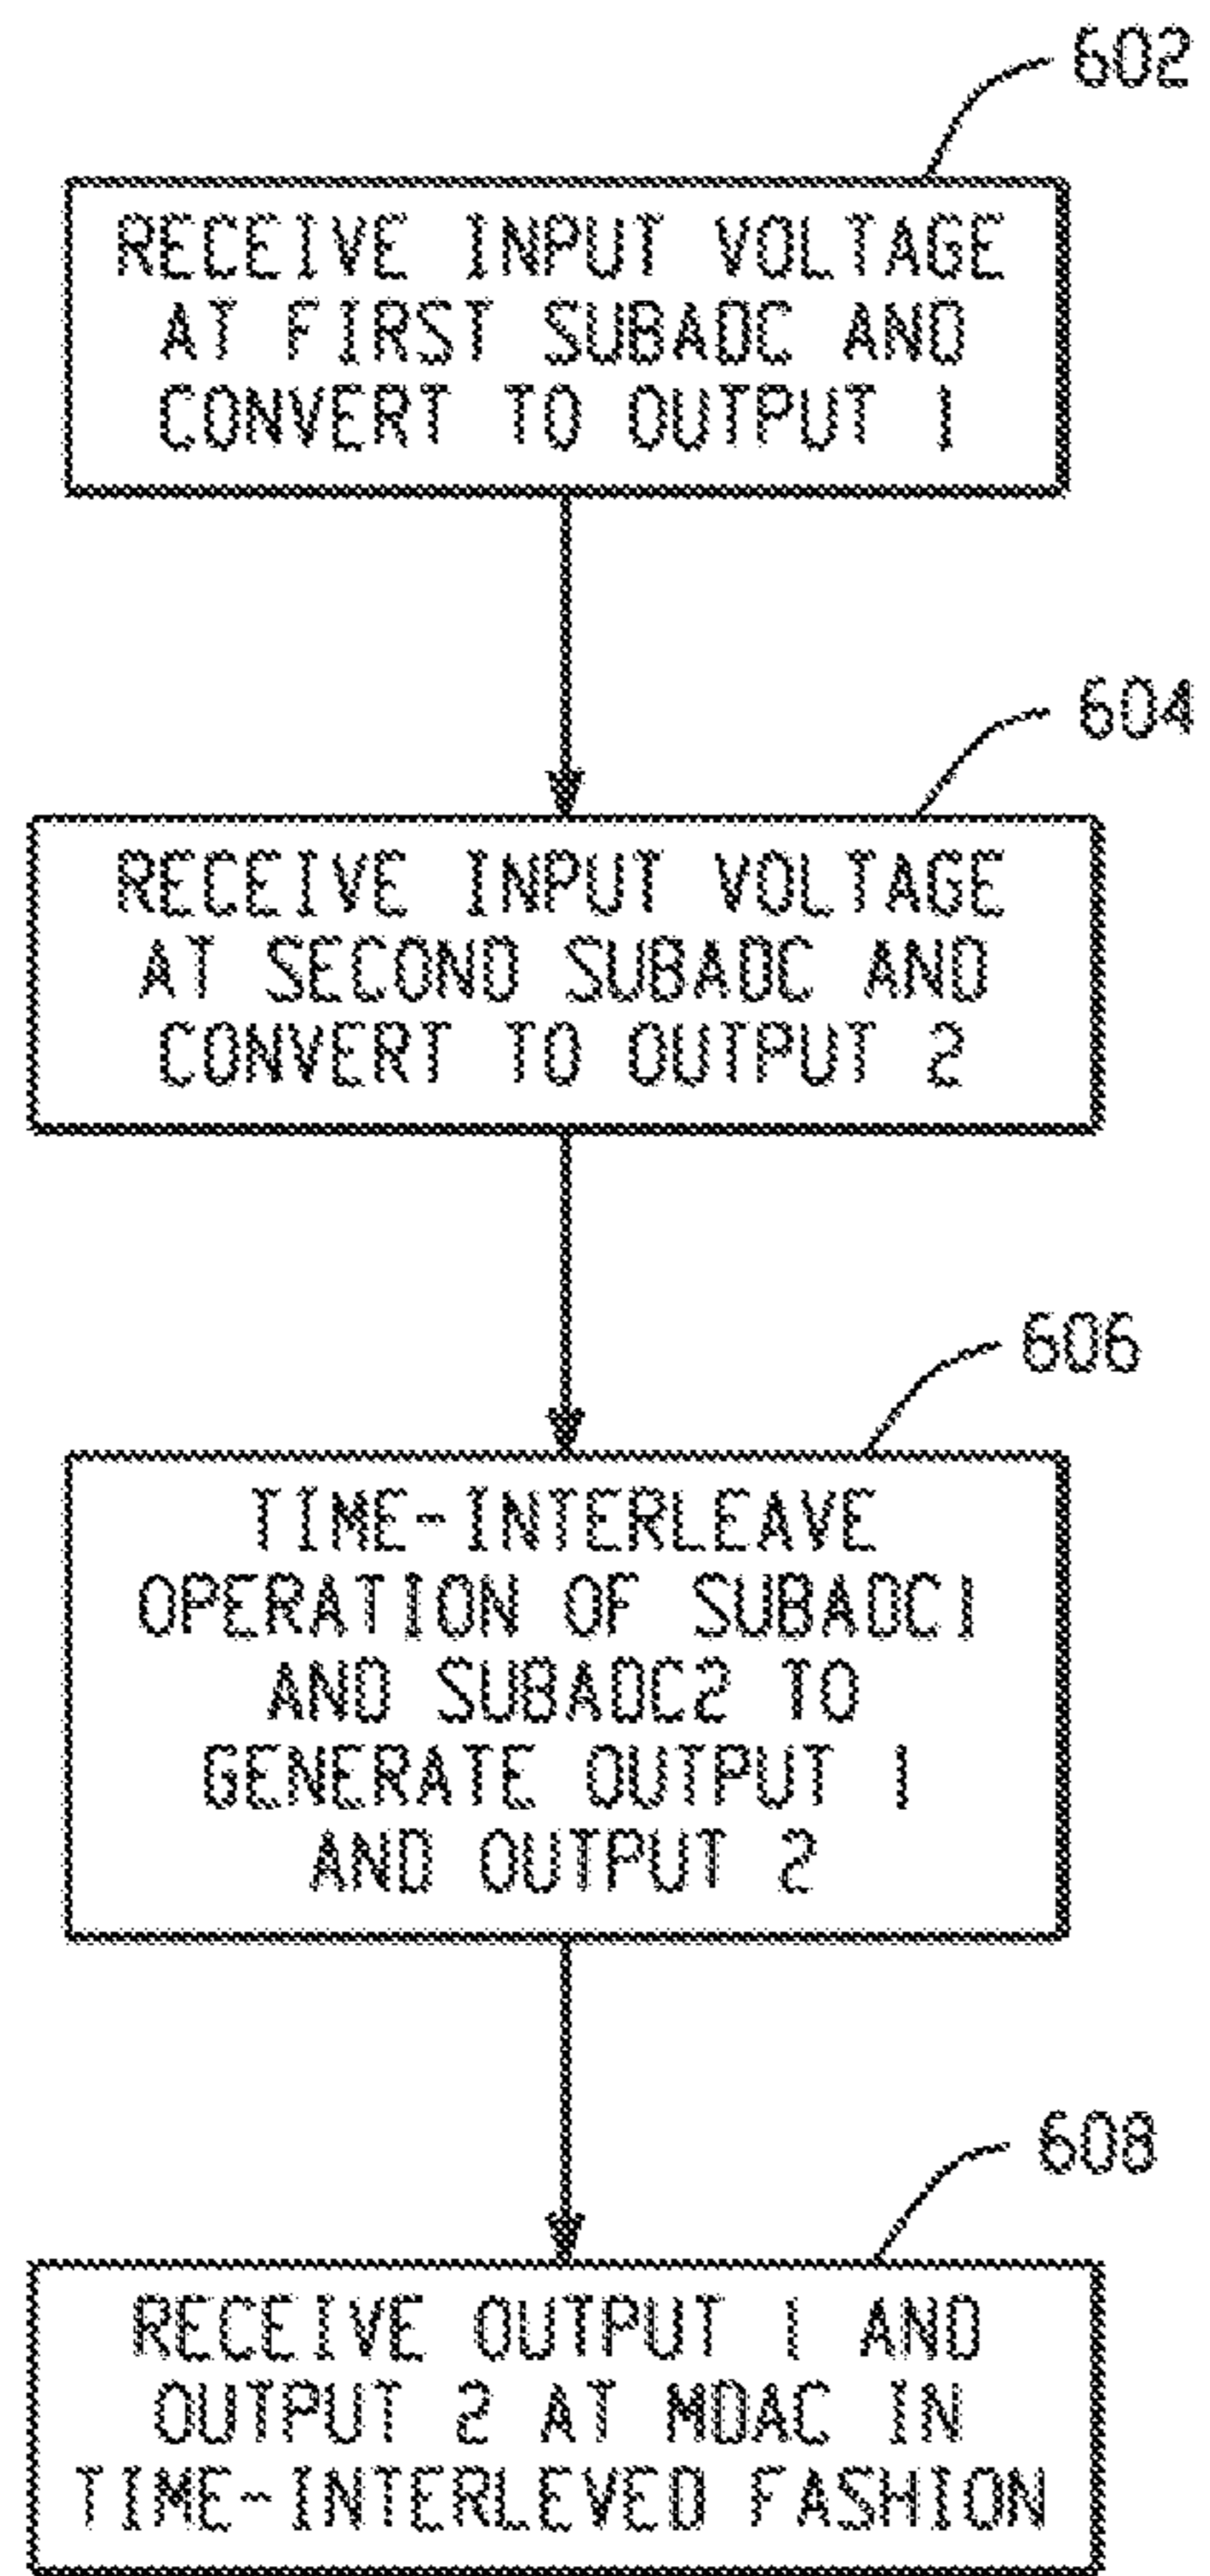 602
RECEIVE INPUT VOLTAGE
AT FIRST SUBADC AND
CONVERT TO OUTPUT 1
604
RECEIVE INPUT VOLTAGE
AT SECOND SUBADC AND
CONVERT TO OUTPUT 2
606
TIME-INTERLEAVE
OPERATION OF SUBADC1
AND SUBADC2 TO
GENERATE OUTPUT 1
AND OUTPUT 2
608
RECEIVE OUTPUT 1 AND
OUTPUT 2 AT MDAC IN
TIME-INTERLEVED FASHION